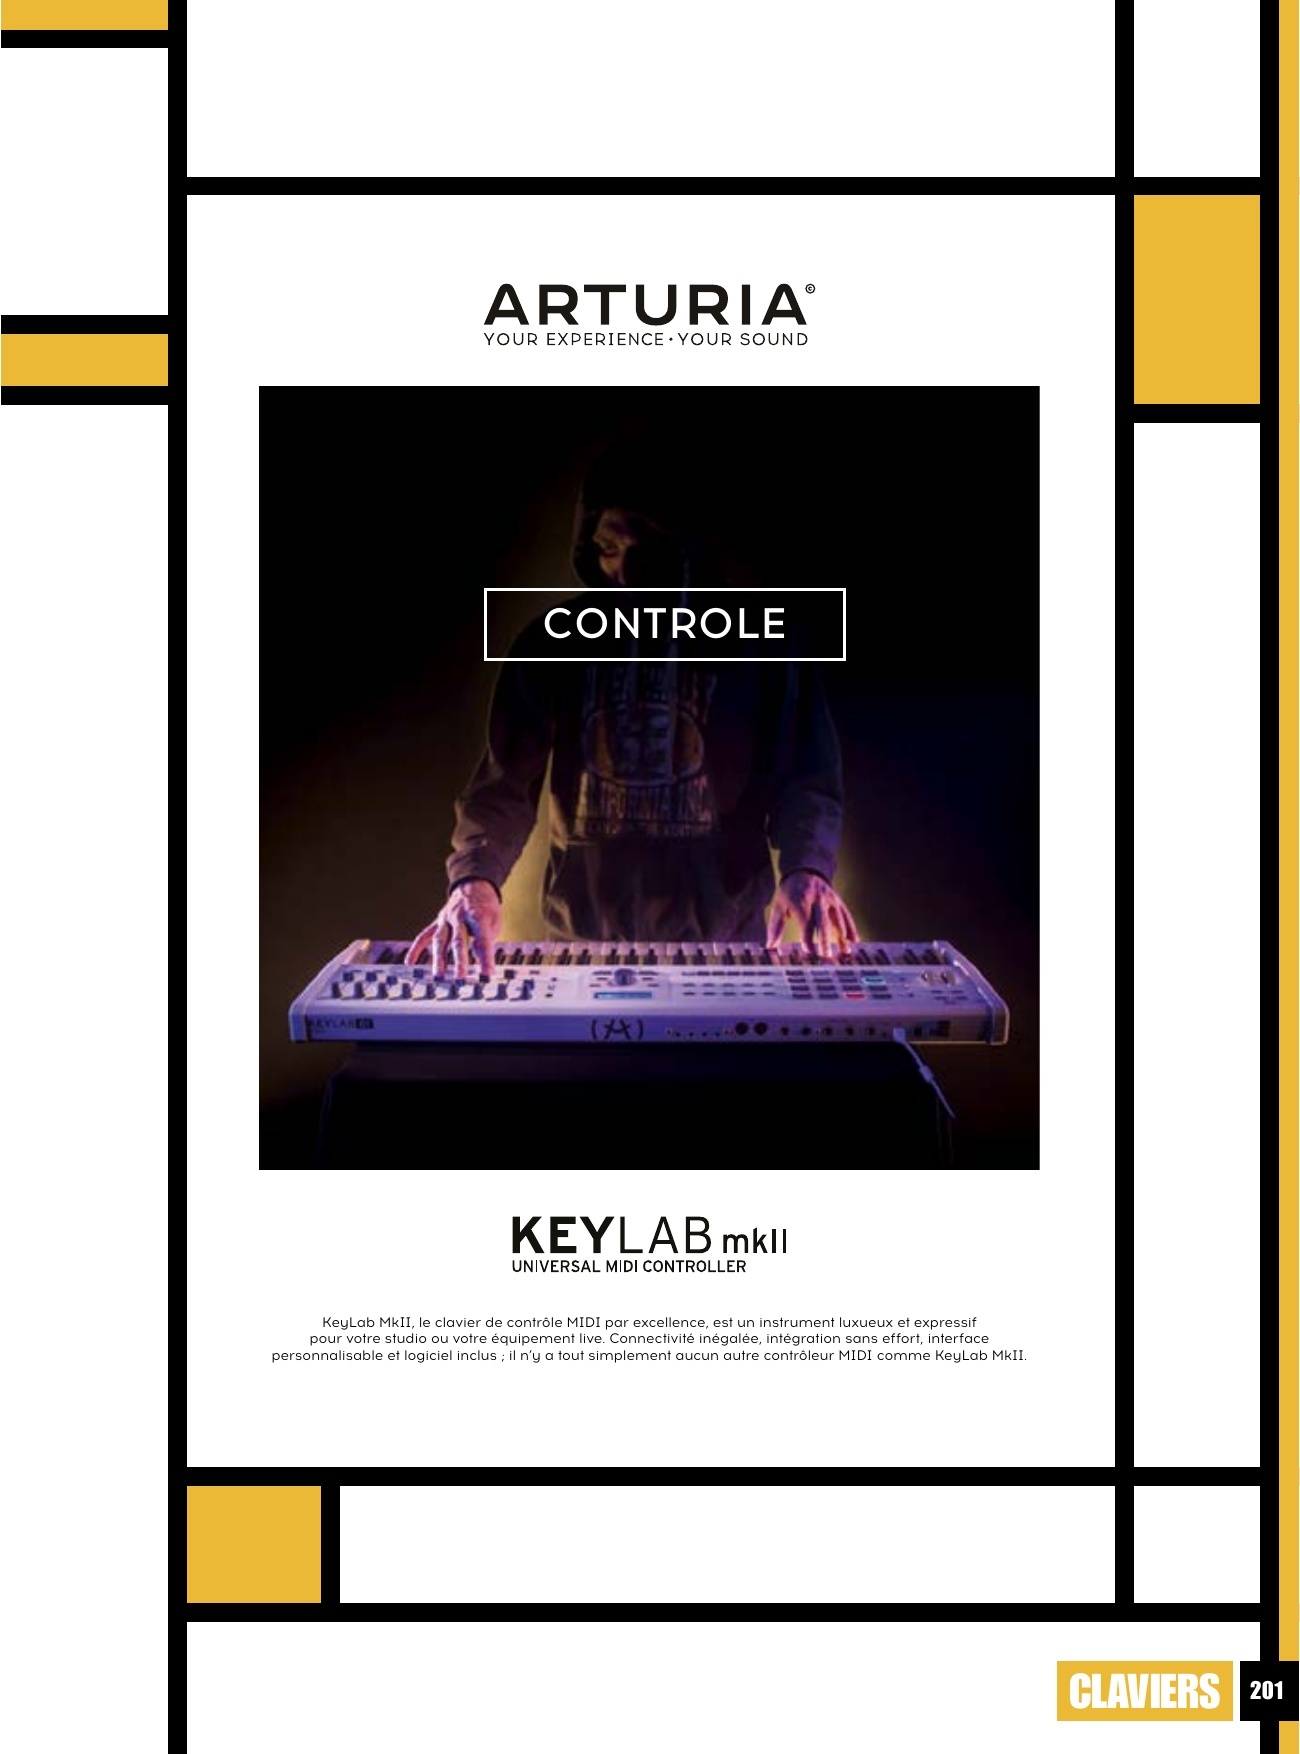 ARTURIA©
YOUR EXPERIENCE • YOUR SOUND
CONTROLE
KEYLAB 61
KEYLAB mkII
UNIVERSAL MIDI CONTROLLER
KeyLab MkII, le clavier de contrôle MIDI par excellence, est un instrument luxueux et expressif
pour votre studio ou votre équipement live. Connectivité inégalée, intégration sans effort, interface
personnalisable et logiciel inclus ; il n’y a tout simplement aucun autre contrôleur MIDI comme KeyLab MkII.
CLAVIERS
201